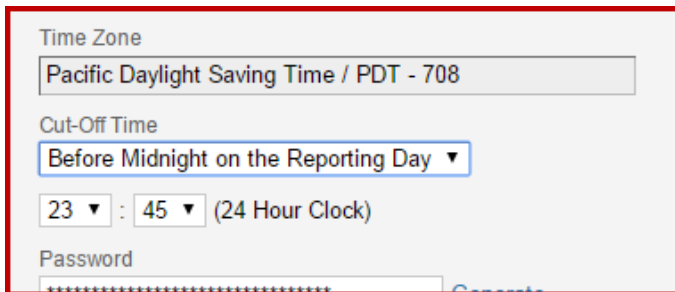 Time Zone
Pacific Daylight Saving Time / PDT - 708
Cut-Off Time
Before Midnight on the Reporting Day ▼
23 ▼ : 45 ▼ (24 Hour Clock)
Password
******************************** Generate